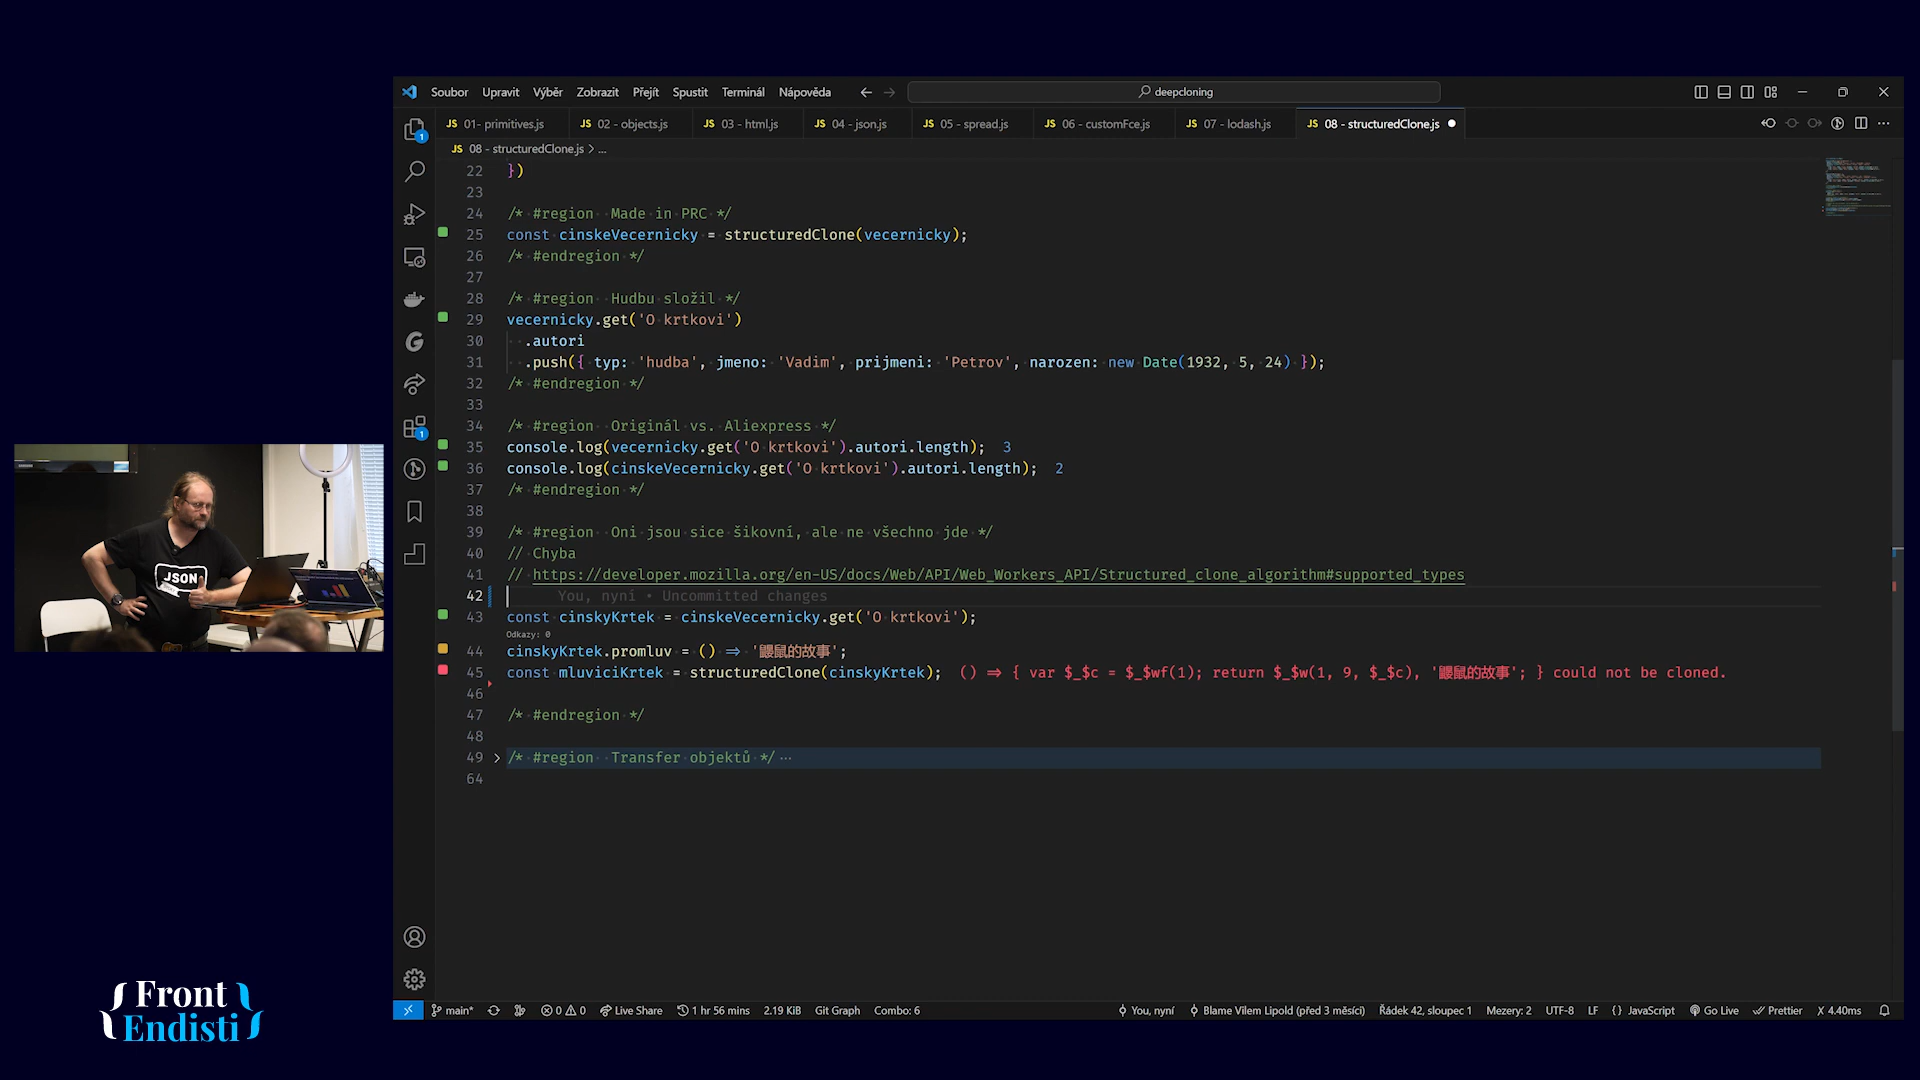 Soubor Upravit Výběr Zobrazit Přejít Spustit Terminál Nápověda deepcloning
JS 01- primitives.js JS 02 - objects.js JS 03 - html.js JS 04 - json.js JS 05 - spread.js JS 06 - customFce.js JS 07 - lodash.js JS 08 - structuredClone.js
JS 08 - structuredClone.js > ...
22 })
23
24 /* #region Made in PRC */
25 const cinskeVecernicky = structuredClone(vecernicky);
26 /* #endregion */
27
28 /* #region Hudbu složil */
29 vecernicky.get('O krtkovi')
30 .autori
31 .push({ typ: 'hudba', jmeno: 'Vadim', prijmeni: 'Petrov', narozen: new Date(1932, 5, 24) });
32 /* #endregion */
33
34 /* #region Originál vs. Aliexpress */
35 console.log(vecernicky.get('O krtkovi').autori.length); 3
36 console.log(cinskeVecernicky.get('O krtkovi').autori.length); 2
37 /* #endregion */
38
39 /* #region Oni jsou sice šikovní, ale ne všechno jde */
40 // Chyba
41 // https://developer.mozilla.org/en-US/docs/Web/API/Web_Workers_API/Structured_clone_algorithm#supported_types
42 You, nyní • Uncommitted changes
43 const cinskyKrtek = cinskeVecernicky.get('O krtkovi');
Odkazy: 0
44 cinskyKrtek.promluv = () => '鼹鼠的故事';
45 const mluviciKrtek = structuredClone(cinskyKrtek); () => { var $_$c = $_$wf(1); return $_$w(1, 9, $_$c), '鼹鼠的故事'; } could not be cloned.
46
47 /* #endregion */
48
49 > /* #region Transfer objektů */ ...
64
JSON
{ Front
Endisti }
main* 0 0 Live Share 1 hr 56 mins 2.19 KiB Git Graph Combo: 6 You, nyní Blame Vilem Lipold (před 3 měsíci) Řádek 42, sloupec 1 Mezery: 2 UTF-8 LF {} JavaScript Go Live Prettier X 4.40ms